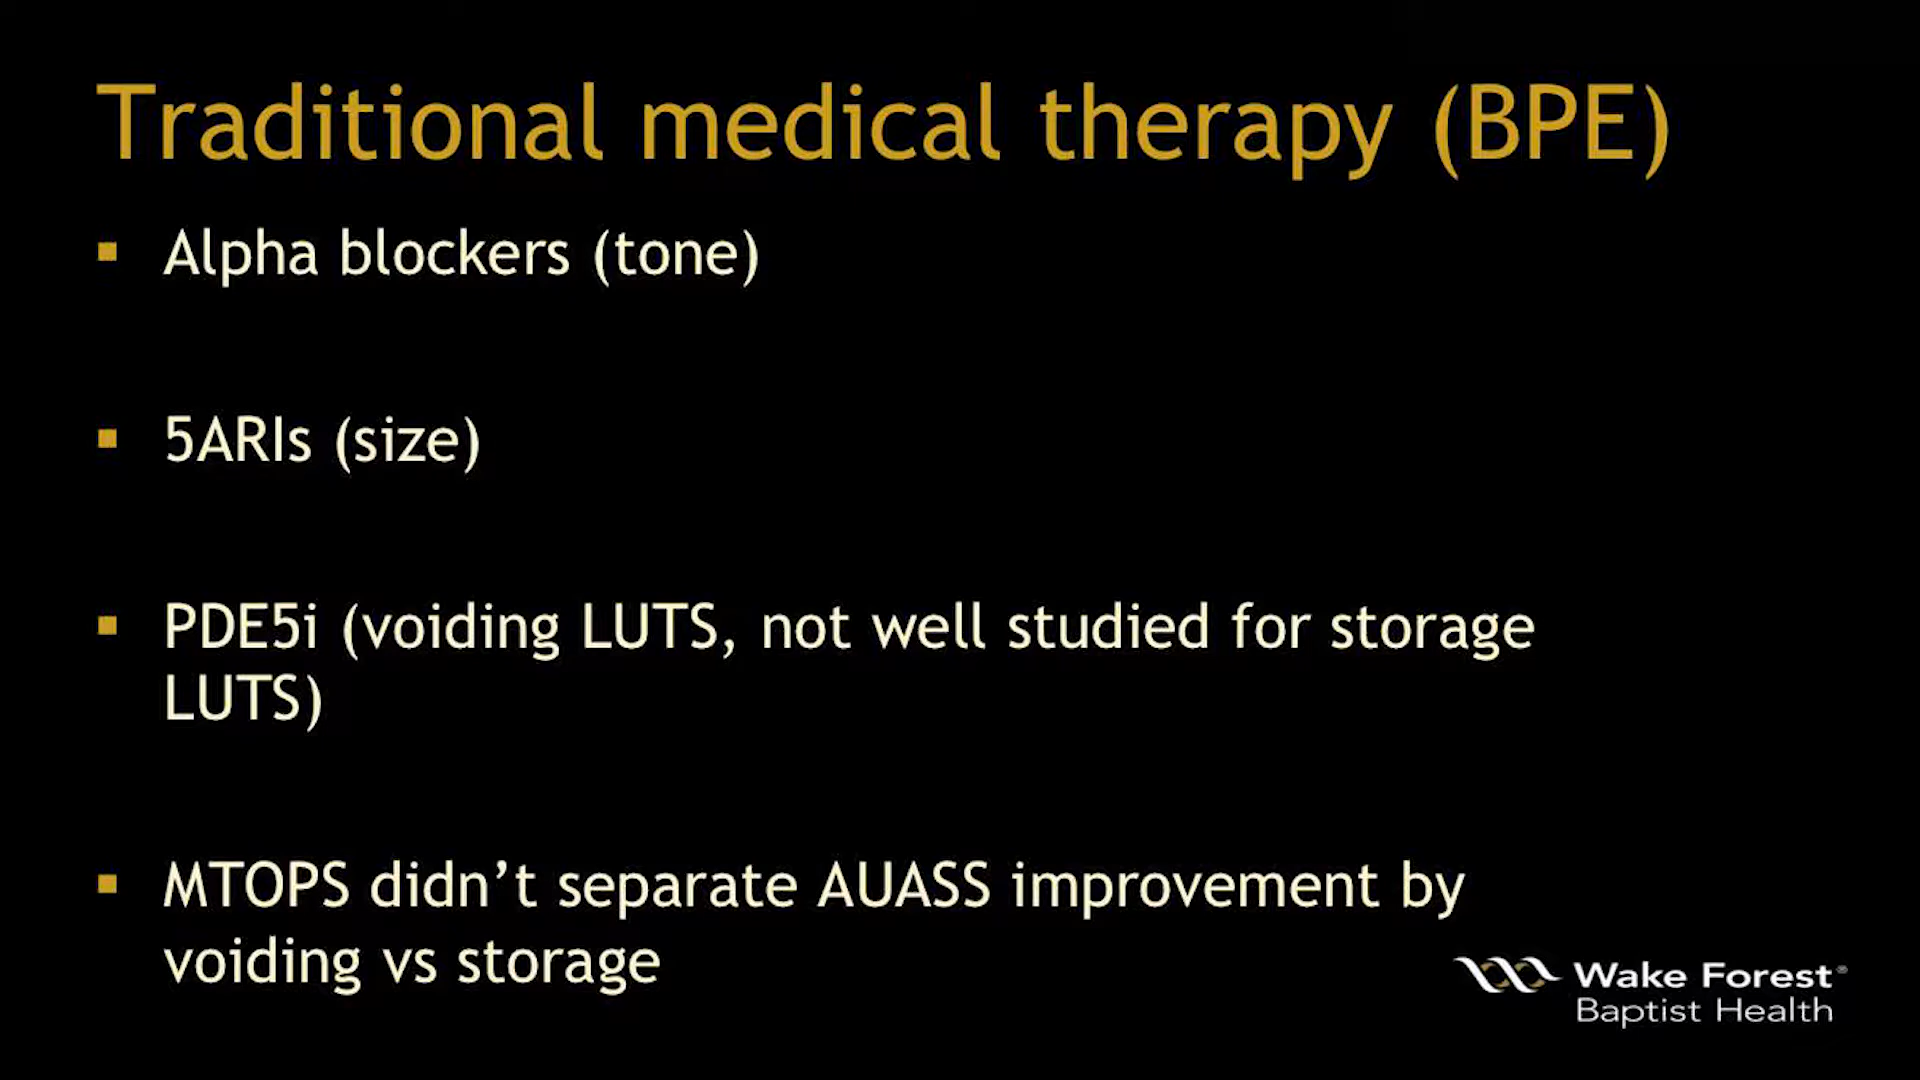 Traditional medical therapy (BPE)
▪ Alpha blockers (tone)
▪ 5ARIs (size)
▪ PDE5i (voiding LUTS, not well studied for storage
LUTS)
▪ MTOPS didn’t separate AUASS improvement by
voiding vs storage
Wake Forest®
Baptist Health